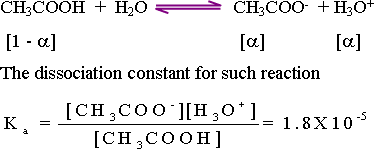 CH₃COOH + H₂O ⇌ CH₃COO⁻ + H₃O⁺
[1 - α] [α] [α]
The dissociation constant for such reaction
Kₐ = [CH₃COO⁻][H₃O⁺] / [CH₃COOH] = 1.8X10⁻⁵